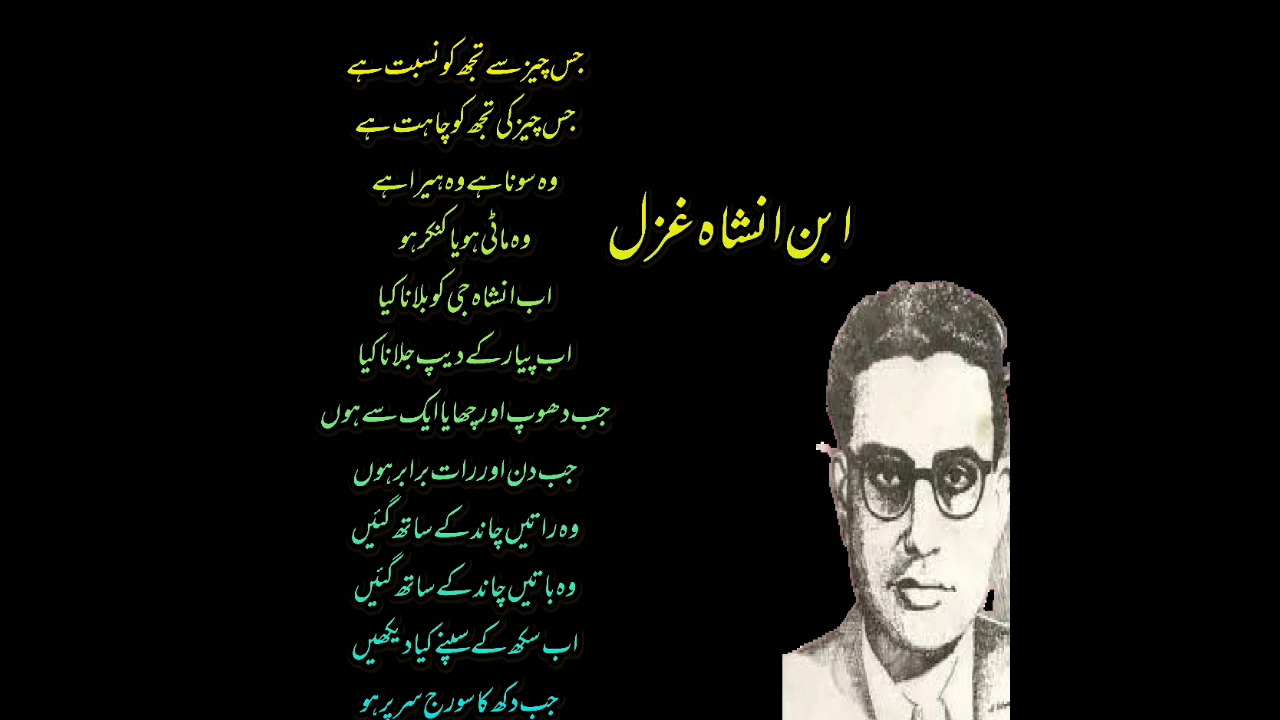 ابن انشاہ غزل
جس چیز سے تجھ کو نسبت ہے
جس چیز کی تجھ کو چاہت ہے
وہ سونا ہے وہ ہیرا ہے
وہ ماٹی ہو یا کنکر ہو
اب انشاہ جی کو بلانا کیا
اب پیار کے دیپ جلانا کیا
جب دھوپ اور چھایا ایک سے ہوں
جب دن اور رات برابر ہوں
وہ راتیں چاند کے ساتھ گئیں
وہ باتیں چاند کے ساتھ گئیں
اب سکھ کے سپنے کیا دیکھیں
جب دکھ کا سورج سر پر ہو